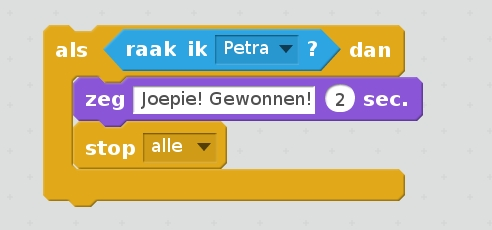 als raak ik Petra ? dan
zeg Joepie! Gewonnen! 2 sec.
stop alle